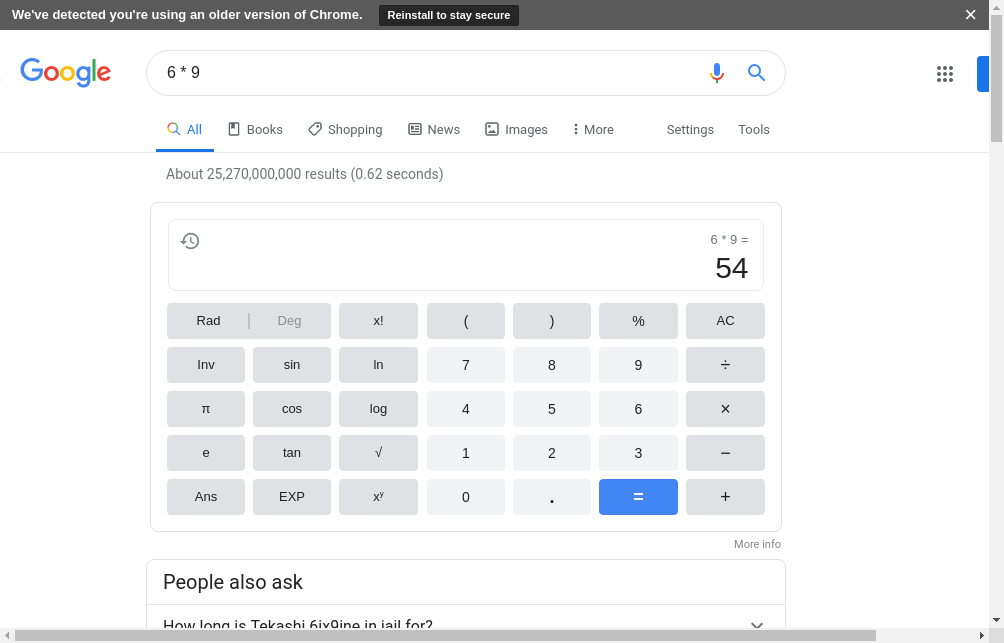 We've detected you're using an older version of Chrome. Reinstall to stay secure
Google
6 * 9
All Books Shopping News Images More Settings Tools
About 25,270,000,000 results (0.62 seconds)
6 * 9 =
54
Rad Deg x! ( ) % AC
Inv sin ln 7 8 9 ÷
π cos log 4 5 6 ×
e tan √ 1 2 3 −
Ans EXP xʸ 0 . = +
More info
People also ask
How long is Tekashi 6ix9ine in jail for?